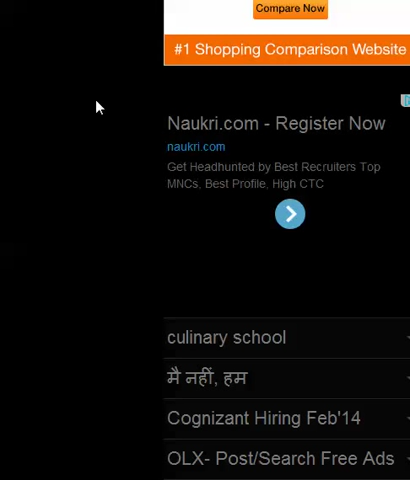 Compare Now
#1 Shopping Comparison Website
Naukri.com - Register Now
naukri.com
Get Headhunted by Best Recruiters Top
MNCs, Best Profile, High CTC
culinary school
मै नहीं, हम
Cognizant Hiring Feb'14
OLX- Post/Search Free Ads